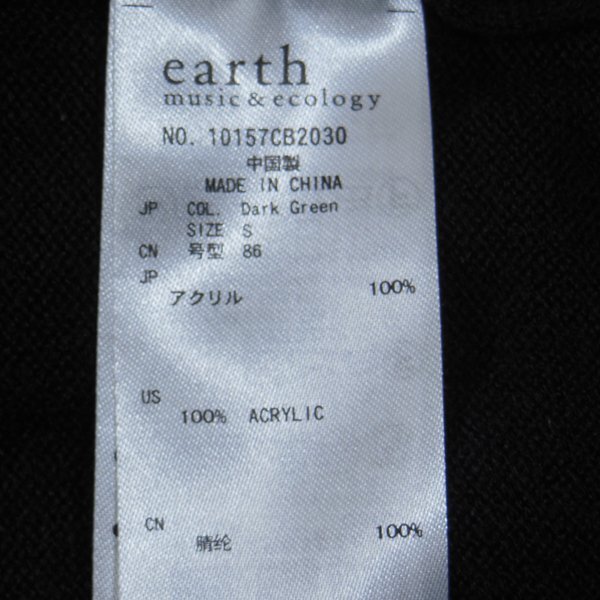 earth
music & ecology
NO. 10157CB2030
中国製
MADE IN CHINA
JP COL. Dark Green
SIZE S
CN 号型 86
JP
アクリル 100%
US
100% ACRYLIC
CN
腈纶 100%